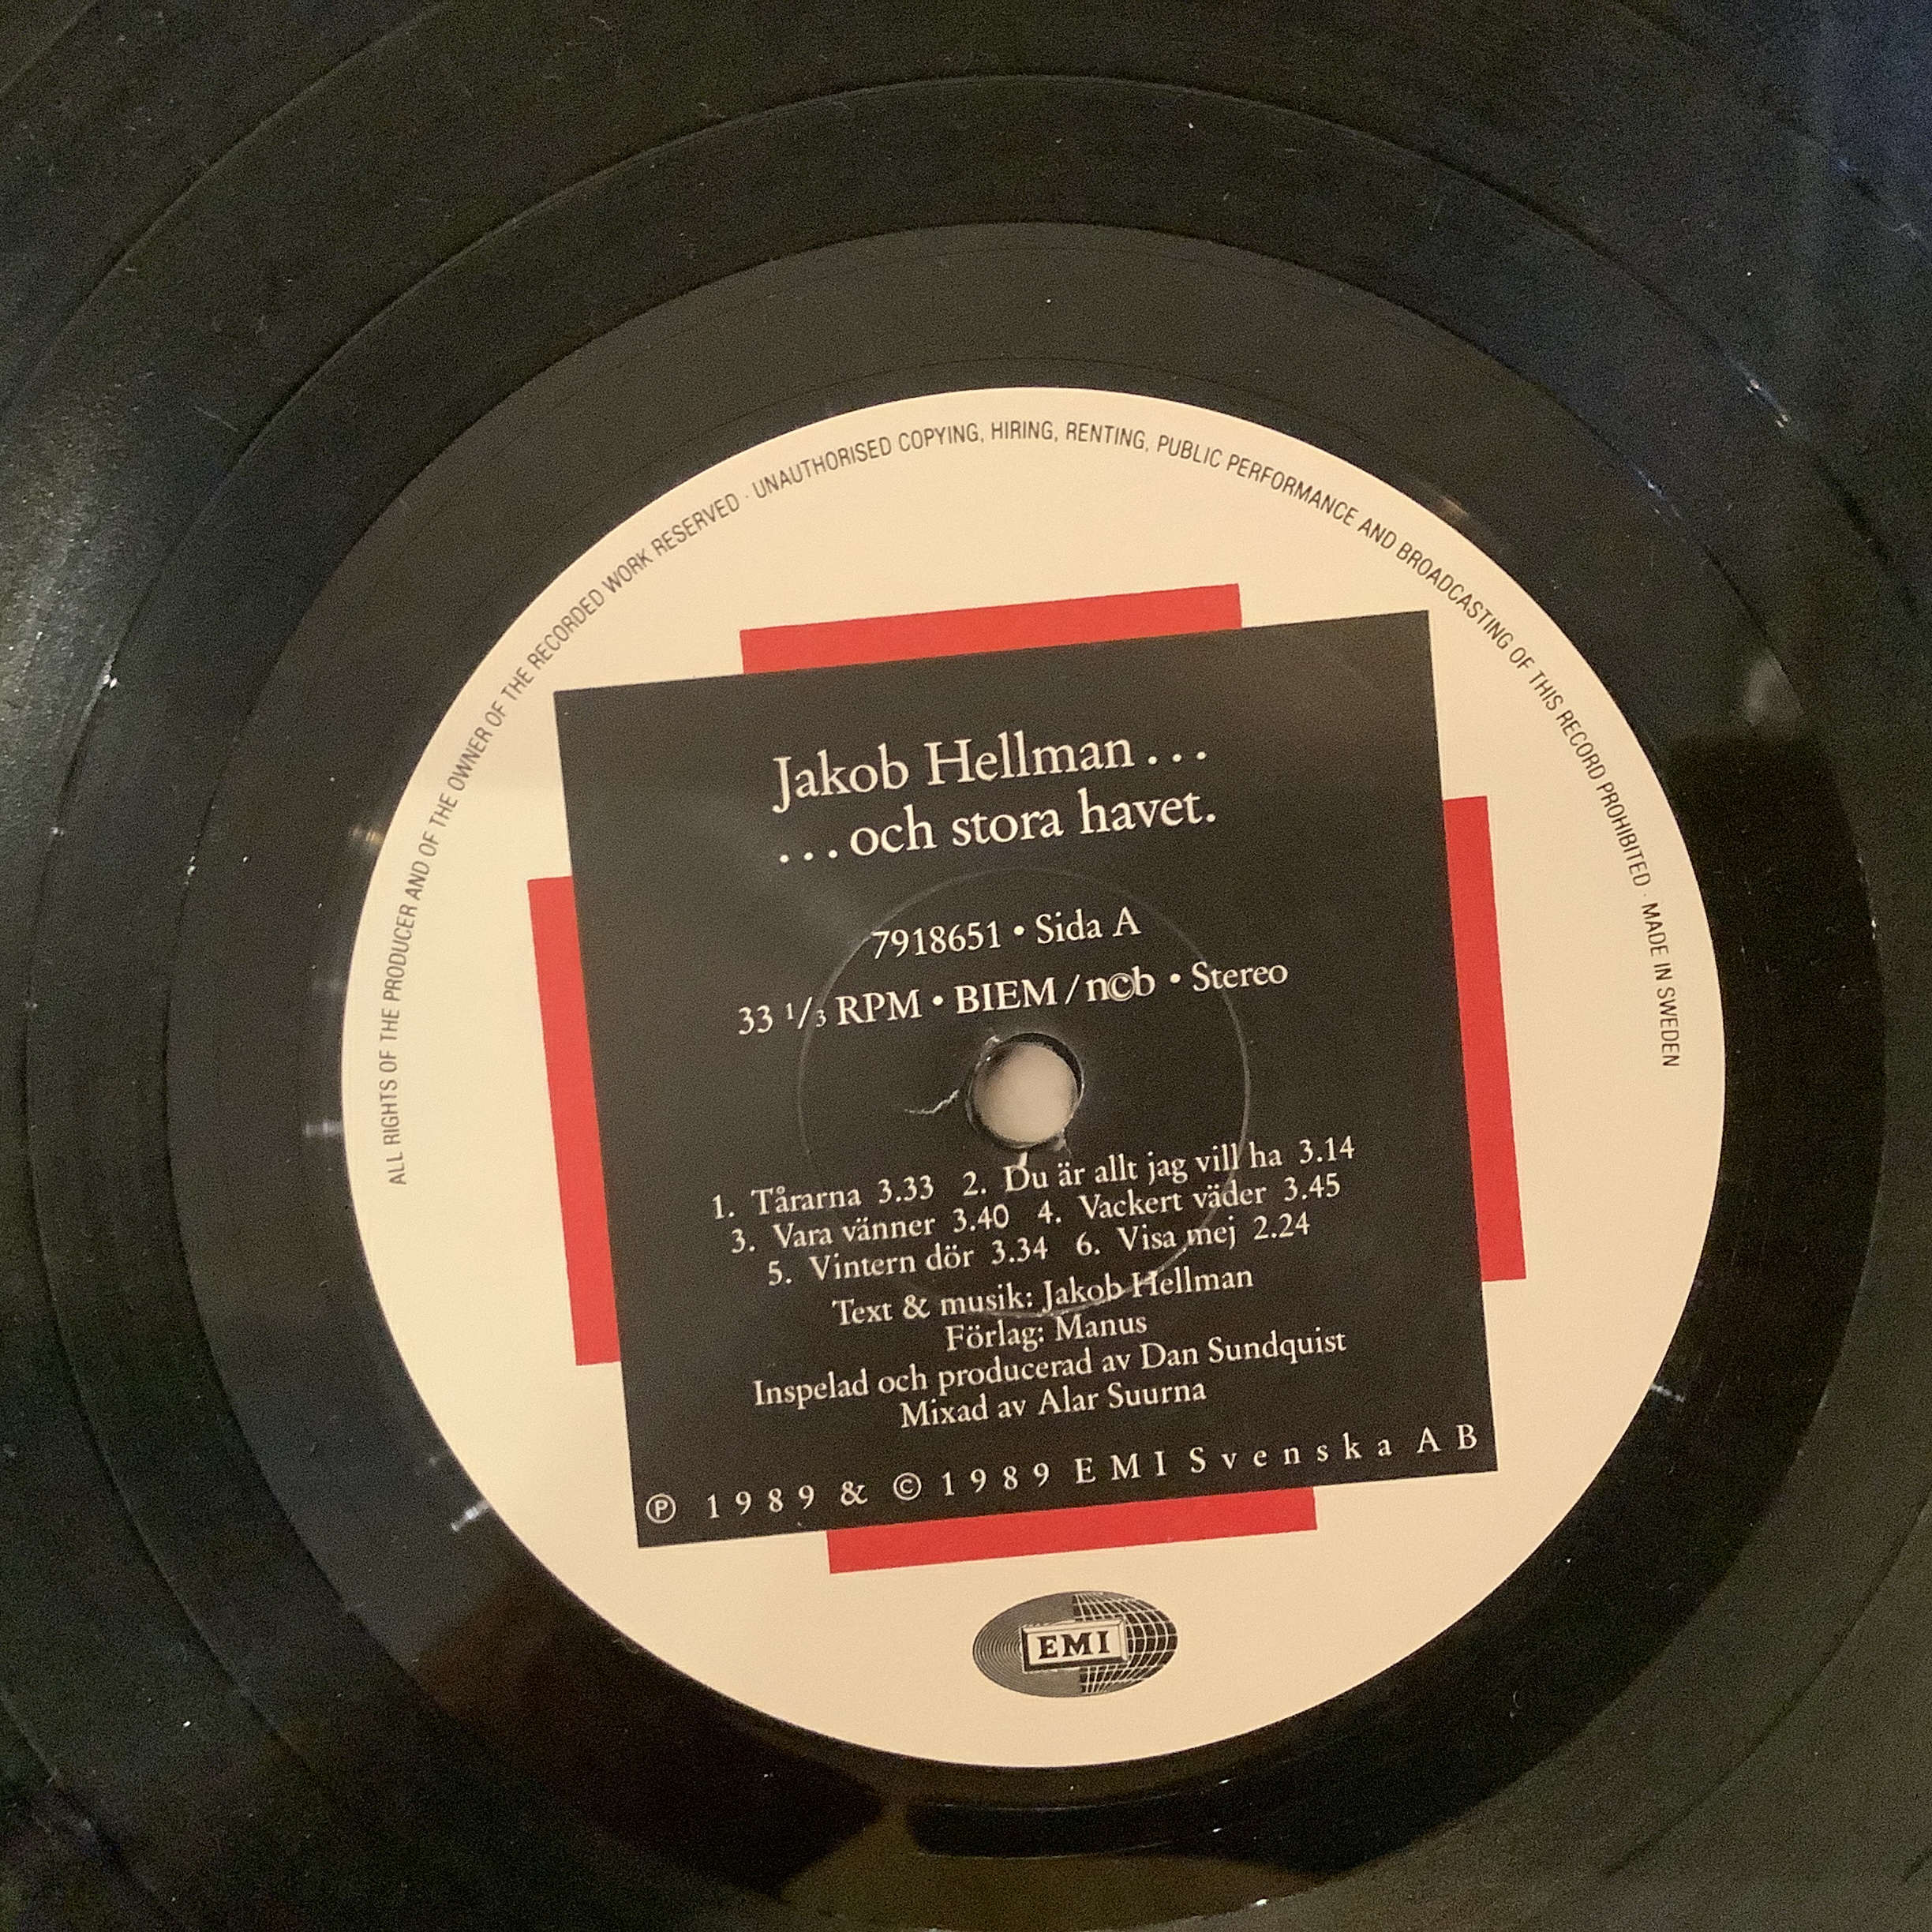 ALL RIGHTS OF THE PRODUCER AND OF THE OWNER OF THE RECORDED WORK RESERVED · UNAUTHORISED COPYING, HIRING, RENTING, PUBLIC PERFORMANCE AND BROADCASTING OF THIS RECORD PROHIBITED · MADE IN SWEDEN
Jakob Hellman . . .
. . . och stora havet.
7918651 • Sida A
33 1/3 RPM • BIEM / n©b • Stereo
1. Tårarna 3.33 2. Du är allt jag vill ha 3.14
3. Vara vänner 3.40 4. Vackert väder 3.45
5. Vintern dör 3.34 6. Visa mej 2.24
Text & musik: Jakob Hellman
Förlag: Manus
Inspelad och producerad av Dan Sundquist
Mixad av Alar Suurna
℗ 1989 & © 1989 EMI Svenska AB
EMI